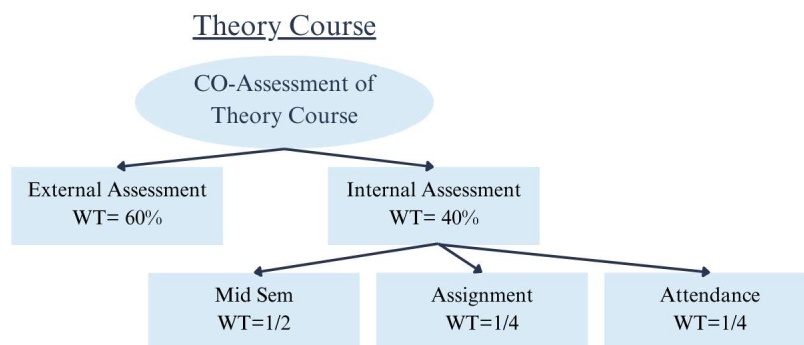 Theory Course
CO-Assessment of
Theory Course
External Assessment
WT= 60%
Internal Assessment
WT= 40%
Mid Sem
WT=1/2
Assignment
WT=1/4
Attendance
WT=1/4